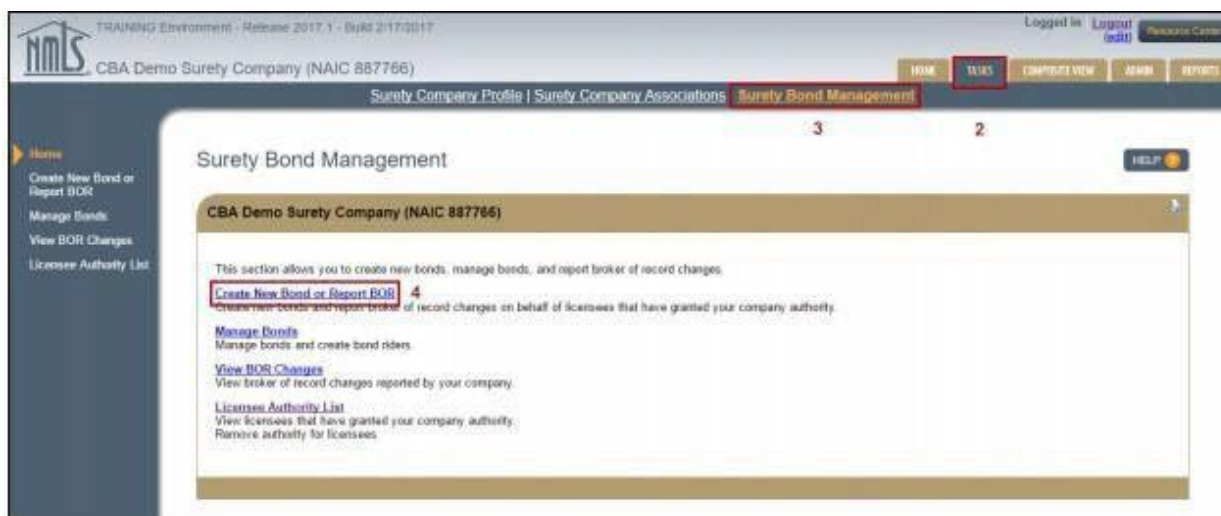 TRAINING Environment - Release 2017.1 - Build 2/17/2017
Logged in Logout
(edit)
Resource Center
NMLS
CBA Demo Surety Company (NAIC 887766)
HOME TASKS COMPOSITE VIEW ADMIN REPORTS
Surety Company Profile | Surety Company Associations Surety Bond Management
3 2
Home
Create New Bond or
Report BOR
Manage Bonds
View BOR Changes
Licensee Authority List
Surety Bond Management
HELP ?
CBA Demo Surety Company (NAIC 887766)
This section allows you to create new bonds, manage bonds, and report broker of record changes.
Create New Bond or Report BOR 4
Create new bonds and report broker of record changes on behalf of licensees that have granted your company authority.
Manage Bonds
Manage bonds and create bond riders.
View BOR Changes
View broker of record changes reported by your company.
Licensee Authority List
View licensees that have granted your company authority.
Remove authority for licensees